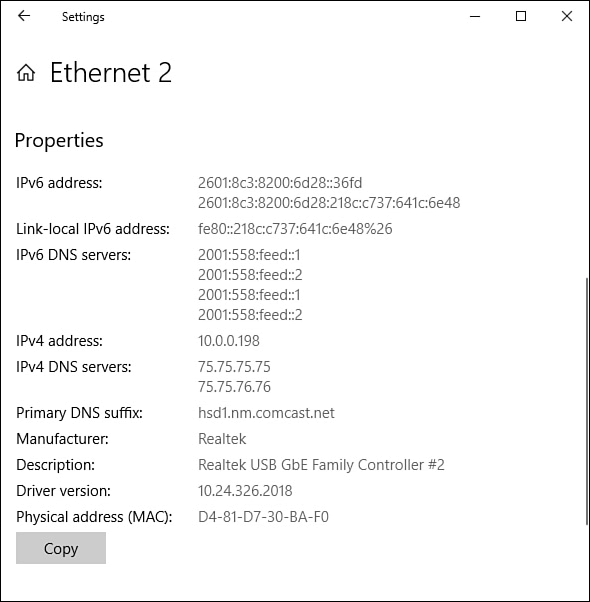 Settings
Ethernet 2
Properties
IPv6 address: 2601:8c3:8200:6d28::36fd
2601:8c3:8200:6d28:218c:c737:641c:6e48
Link-local IPv6 address: fe80::218c:c737:641c:6e48%26
IPv6 DNS servers: 2001:558:feed::1
2001:558:feed::2
2001:558:feed::1
2001:558:feed::2
IPv4 address: 10.0.0.198
IPv4 DNS servers: 75.75.75.75
75.75.76.76
Primary DNS suffix: hsd1.nm.comcast.net
Manufacturer: Realtek
Description: Realtek USB GbE Family Controller #2
Driver version: 10.24.326.2018
Physical address (MAC): D4-81-D7-30-BA-F0
Copy